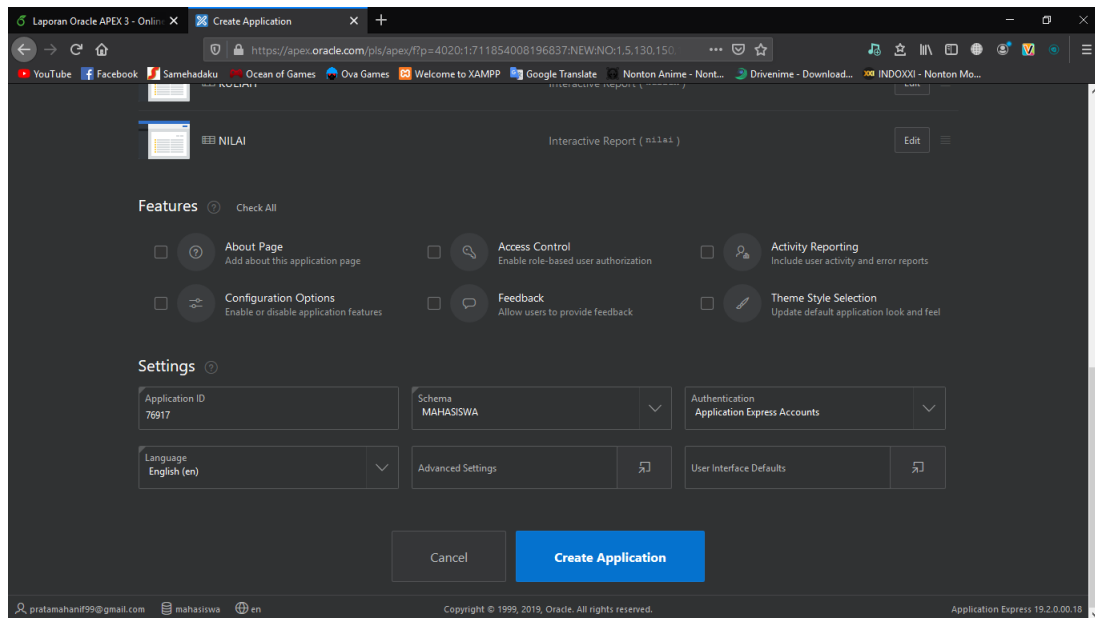 Laporan Oracle APEX 3 - Online
Create Application
https://apex.oracle.com/pls/apex/f?p=4020:1:711854008196837:NEW:NO:1,5,130,150,
YouTube Facebook Samehadaku Ocean of Games Ova Games Welcome to XAMPP Google Translate Nonton Anime - Nont... Drivenime - Download... INDOXXI - Nonton Mo...
KULIAH Interactive Report ( Edit
NILAI Interactive Report ( nilai ) Edit
Features ? Check All
About Page
Add about this application page
Access Control
Enable role-based user authorization
Activity Reporting
Include user activity and error reports
Configuration Options
Enable or disable application features
Feedback
Allow users to provide feedback
Theme Style Selection
Update default application look and feel
Settings ?
Application ID
76917
Schema
MAHASISWA
Authentication
Application Express Accounts
Language
English (en)
Advanced Settings
User Interface Defaults
Cancel Create Application
pratamahanif99@gmail.com mahasiswa en Copyright © 1999, 2019, Oracle. All rights reserved. Application Express 19.2.0.00.18